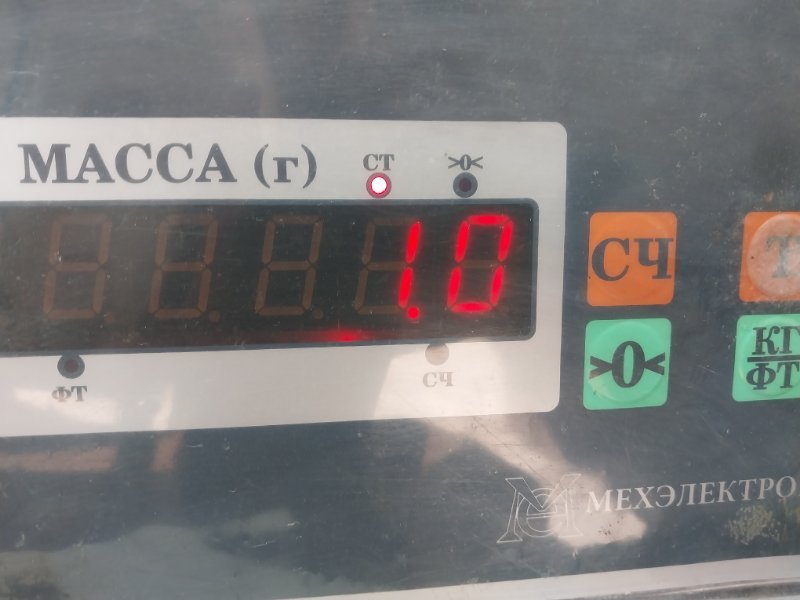 МАССА (г)
СТ >0<
1.0
ФТ СЧ
СЧ Т
>0< КГ
ФТ
МЕХЭЛЕКТРО